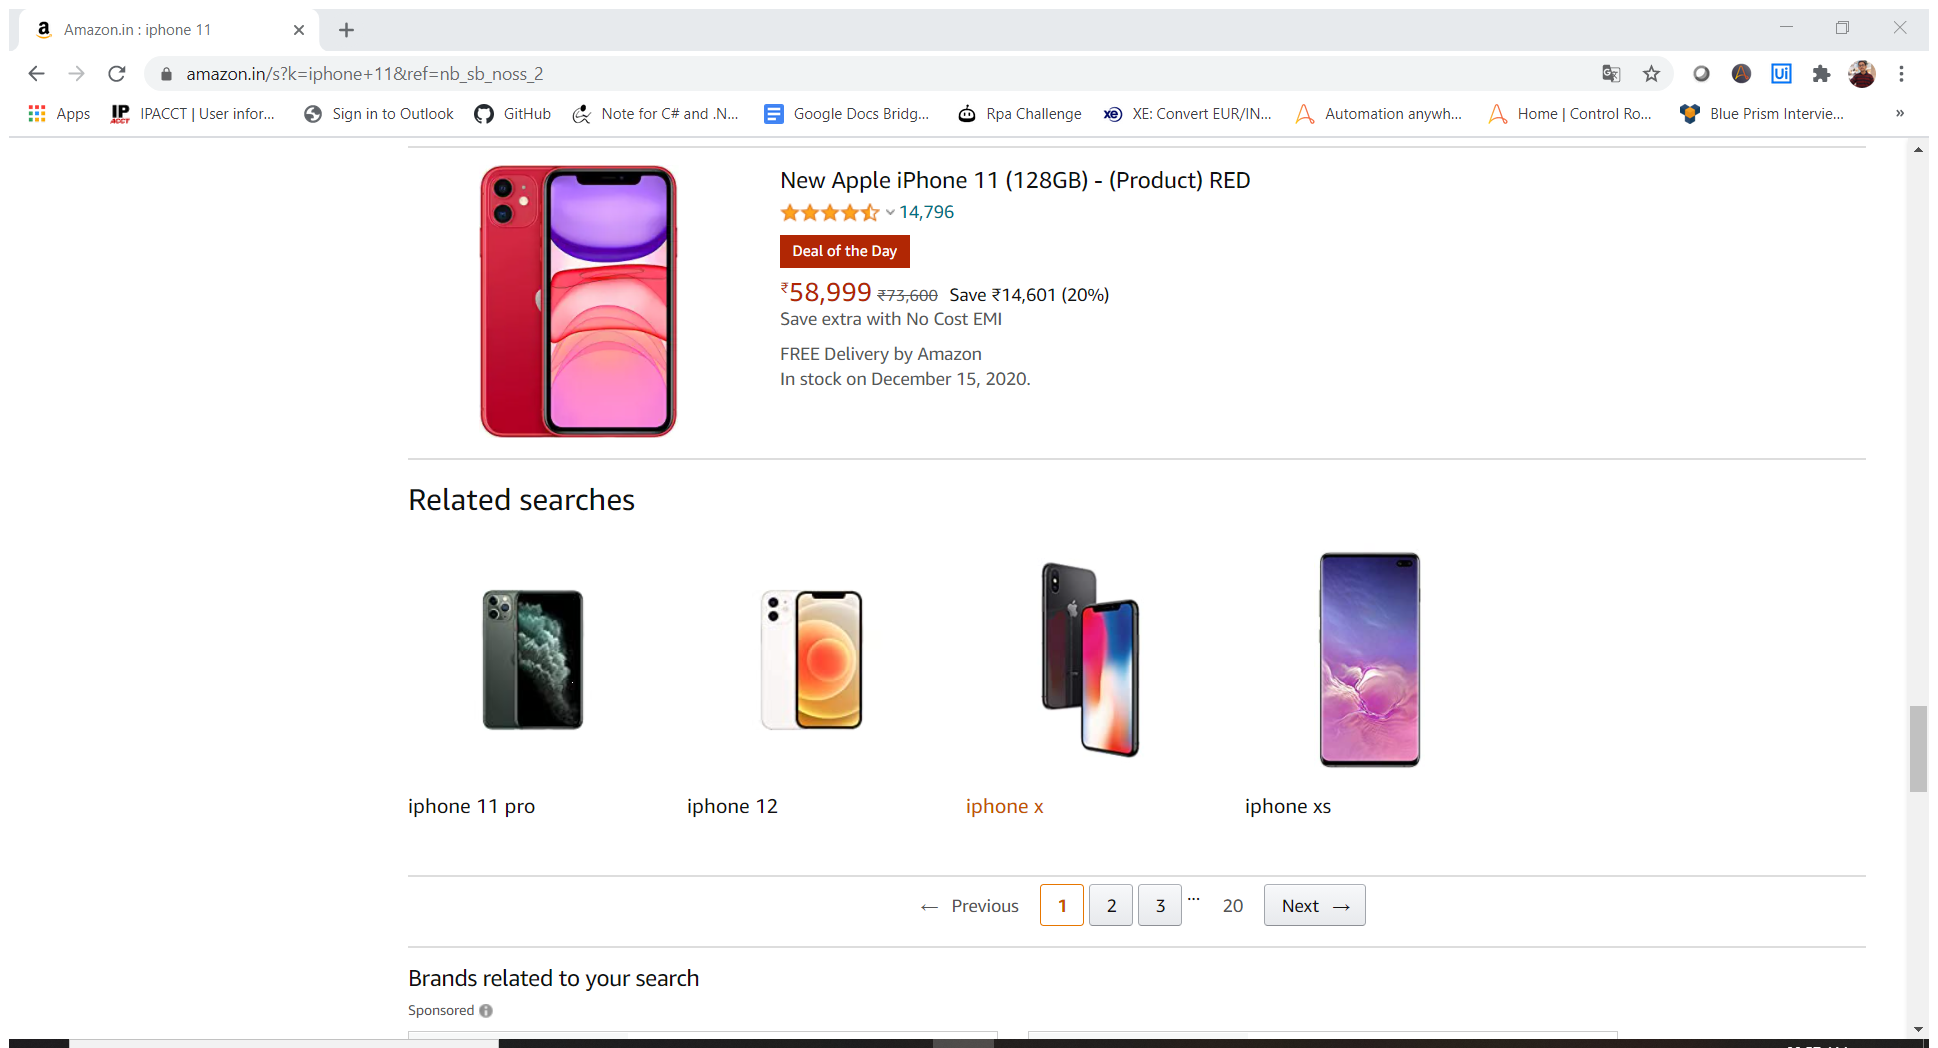 Amazon.in : iphone 11
amazon.in/s?k=iphone+11&ref=nb_sb_noss_2
Apps
IP ACCT
IPACCT | User infor...
Sign in to Outlook
GitHub
Note for C# and .N...
Google Docs Bridg...
Rpa Challenge
xe
XE: Convert EUR/IN...
Automation anywh...
Home | Control Ro...
Blue Prism Intervie...
»
Ui
New Apple iPhone 11 (128GB) - (Product) RED
14,796
Deal of the Day
₹58,999 ₹73,600 Save ₹14,601 (20%)
Save extra with No Cost EMI
FREE Delivery by Amazon
In stock on December 15, 2020.
Related searches
iphone 11 pro
iphone 12
iphone x
iphone xs
← Previous 1 2 3 ... 20 Next →
Brands related to your search
Sponsored